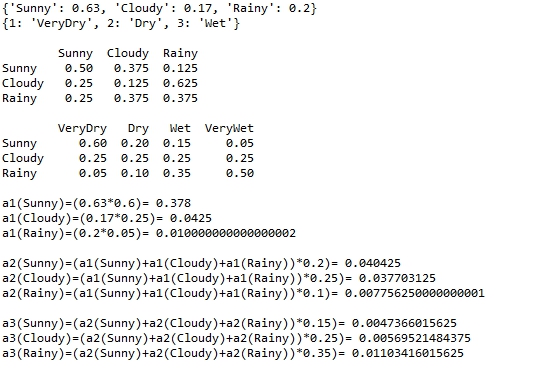 {'Sunny': 0.63, 'Cloudy': 0.17, 'Rainy': 0.2}
{1: 'VeryDry', 2: 'Dry', 3: 'Wet'}
Sunny Cloudy Rainy
Sunny 0.50 0.375 0.125
Cloudy 0.25 0.125 0.625
Rainy 0.25 0.375 0.375
VeryDry Dry Wet VeryWet
Sunny 0.60 0.20 0.15 0.05
Cloudy 0.25 0.25 0.25 0.25
Rainy 0.05 0.10 0.35 0.50
a1(Sunny)=(0.63*0.6)= 0.378
a1(Cloudy)=(0.17*0.25)= 0.0425
a1(Rainy)=(0.2*0.05)= 0.010000000000000002
a2(Sunny)=(a1(Sunny)+a1(Cloudy)+a1(Rainy))*0.2)= 0.040425
a2(Cloudy)=(a1(Sunny)+a1(Cloudy)+a1(Rainy))*0.25)= 0.037703125
a2(Rainy)=(a1(Sunny)+a1(Cloudy)+a1(Rainy))*0.1)= 0.007756250000000001
a3(Sunny)=(a2(Sunny)+a2(Cloudy)+a2(Rainy))*0.15)= 0.0047366015625
a3(Cloudy)=(a2(Sunny)+a2(Cloudy)+a2(Rainy))*0.25)= 0.00569521484375
a3(Rainy)=(a2(Sunny)+a2(Cloudy)+a2(Rainy))*0.35)= 0.01103416015625